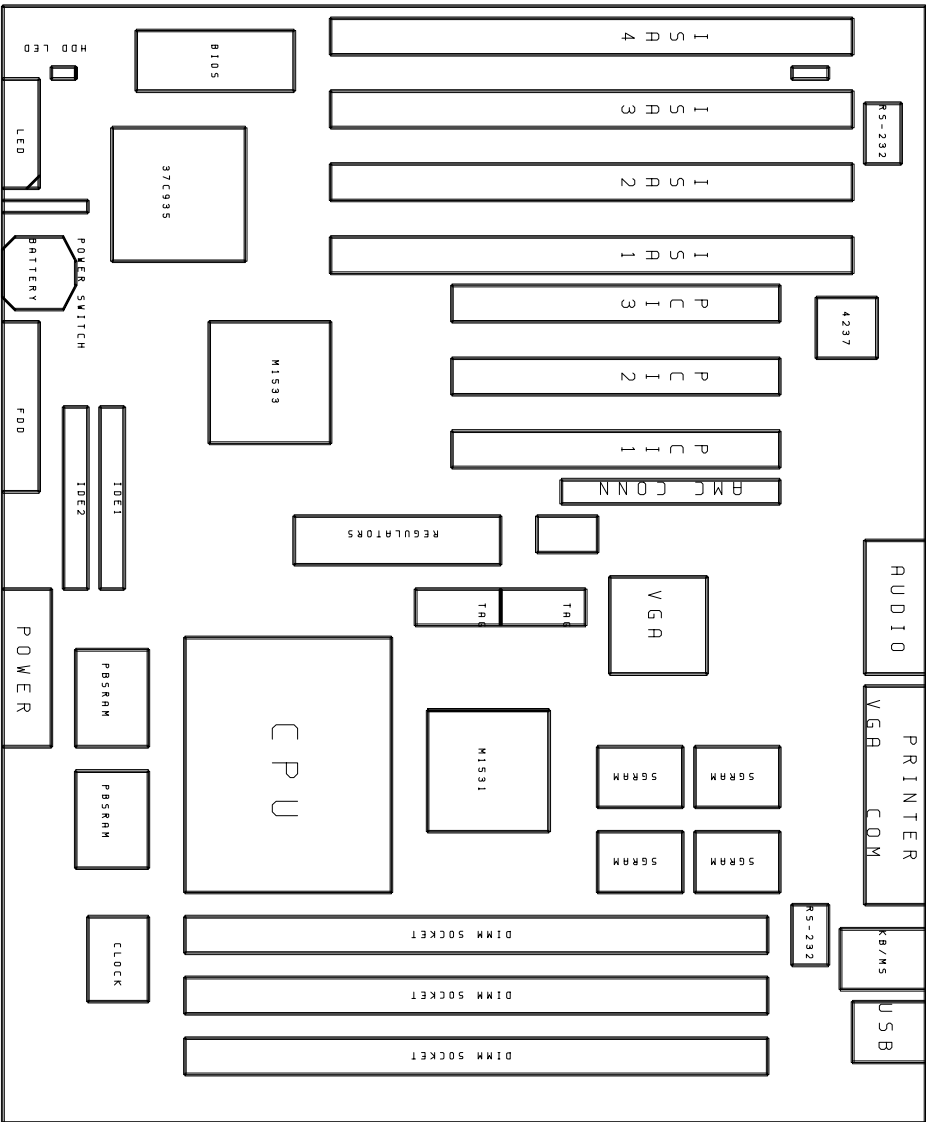 ISA 4
HDD LED
BIOS
ISA 3
RS-232
LED
ISA 2
37C935
ISA 1
BATTERY
POWER SWITCH
PCI 3
4237
M1533
PCI 2
FDD
PCI 1
IDE2
IDE1
AMC CONN
REGULATORS
AUDIO
TAG
TAG
VGA
POWER
PBSRAM
CPU
M1531
VGA COM
PRINTER
SGRAM
SGRAM
PBSRAM
SGRAM
SGRAM
DIMM SOCKET
RS-232
KB/MS
CLOCK
DIMM SOCKET
USB
DIMM SOCKET